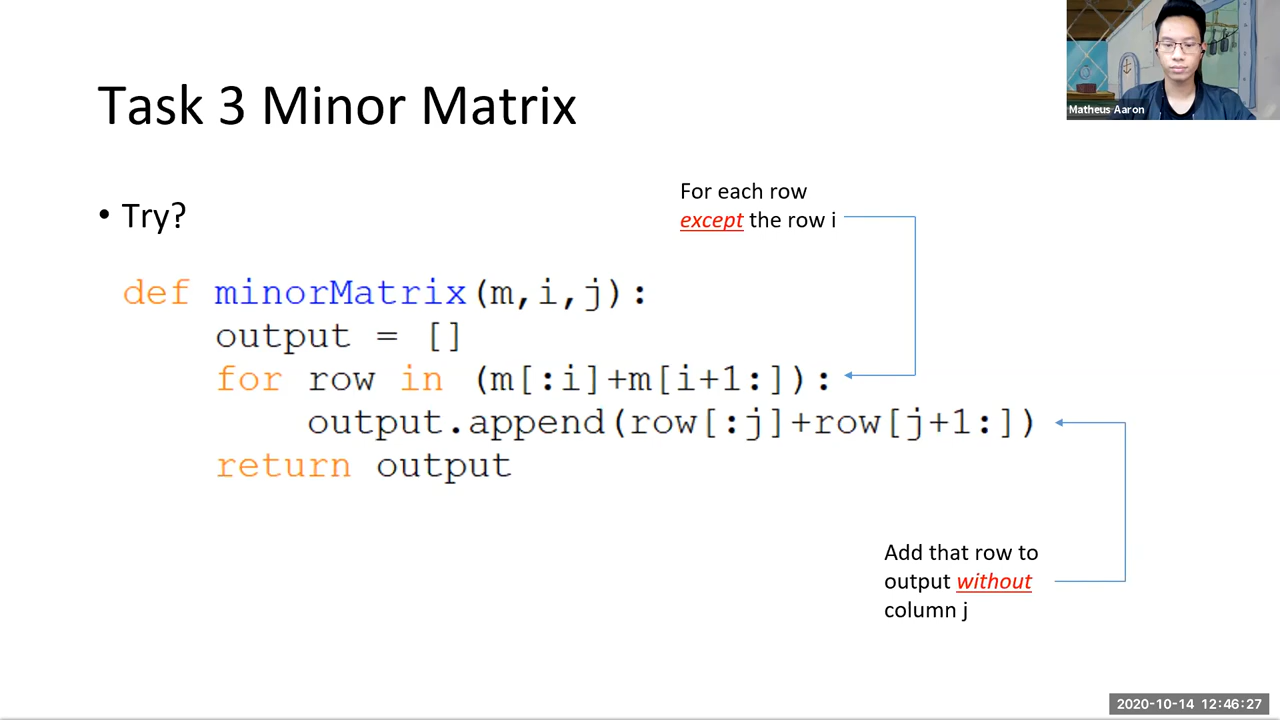 Task 3 Minor Matrix
Matheus Aaron
• Try?
For each row
except the row i
def minorMatrix(m,i,j):
output = []
for row in (m[:i]+m[i+1:]):
output.append(row[:j]+row[j+1:])
return output
Add that row to
output without
column j
2020-10-14 12:46:27